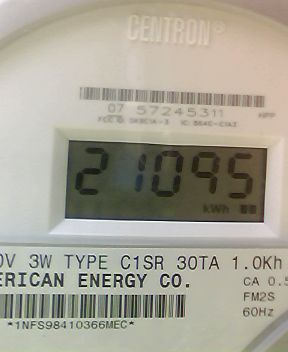 CENTRON®
07 57245311 HPP
21095
kWh
0V 3W TYPE C1SR 30TA 1.0Kh
ERICAN ENERGY CO.
CA 0.5
FM2S
60Hz
*1NFS98410366MEC*